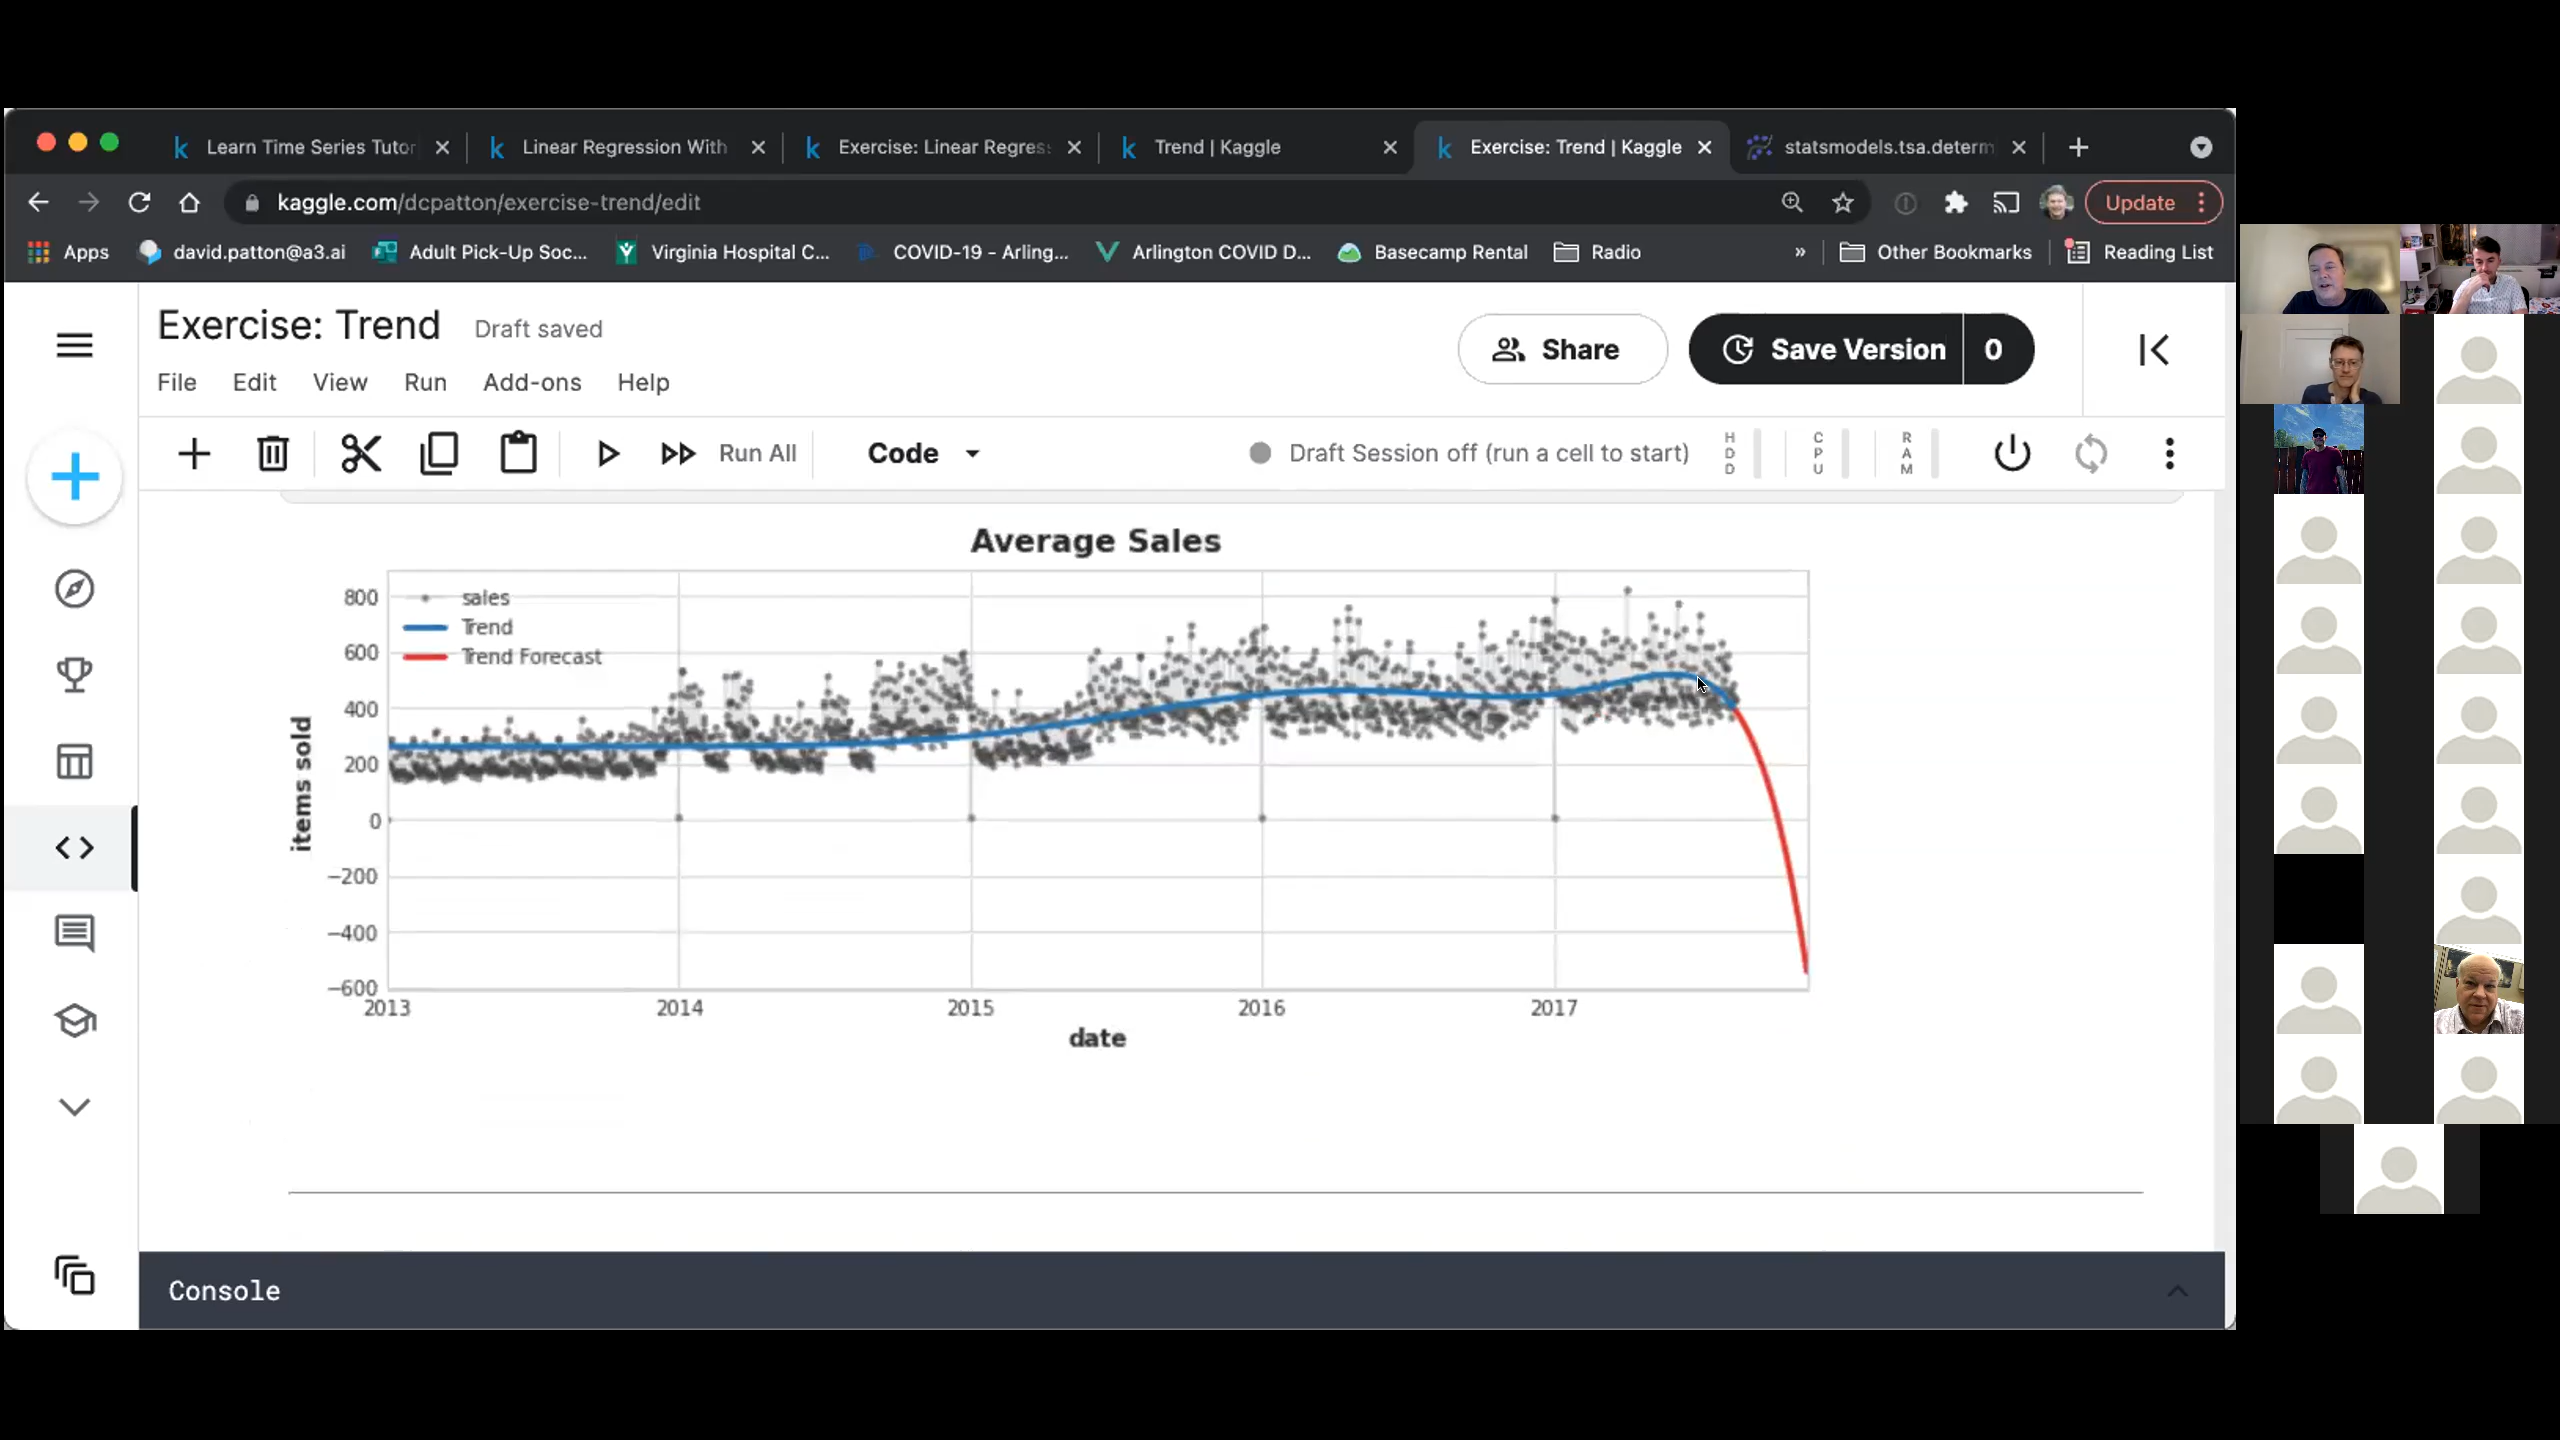 Learn Time Series Tutor
Linear Regression With
Exercise: Linear Regres
Trend | Kaggle
Exercise: Trend | Kaggle
statsmodels.tsa.determ
kaggle.com/dcpatton/exercise-trend/edit
Update
Apps
david.patton@a3.ai
Adult Pick-Up Soc...
Virginia Hospital C...
COVID-19 - Arling...
Arlington COVID D...
Basecamp Rental
Radio
»
Other Bookmarks
Reading List
Exercise: Trend Draft saved
Share
Save Version 0
File Edit View Run Add-ons Help
Run All
Code
Draft Session off (run a cell to start)
HDD
CPU
RAM
Average Sales
sales
Trend
Trend Forecast
items sold
800
600
400
200
0
−200
−400
−600
2013 2014 2015 2016 2017
date
Console